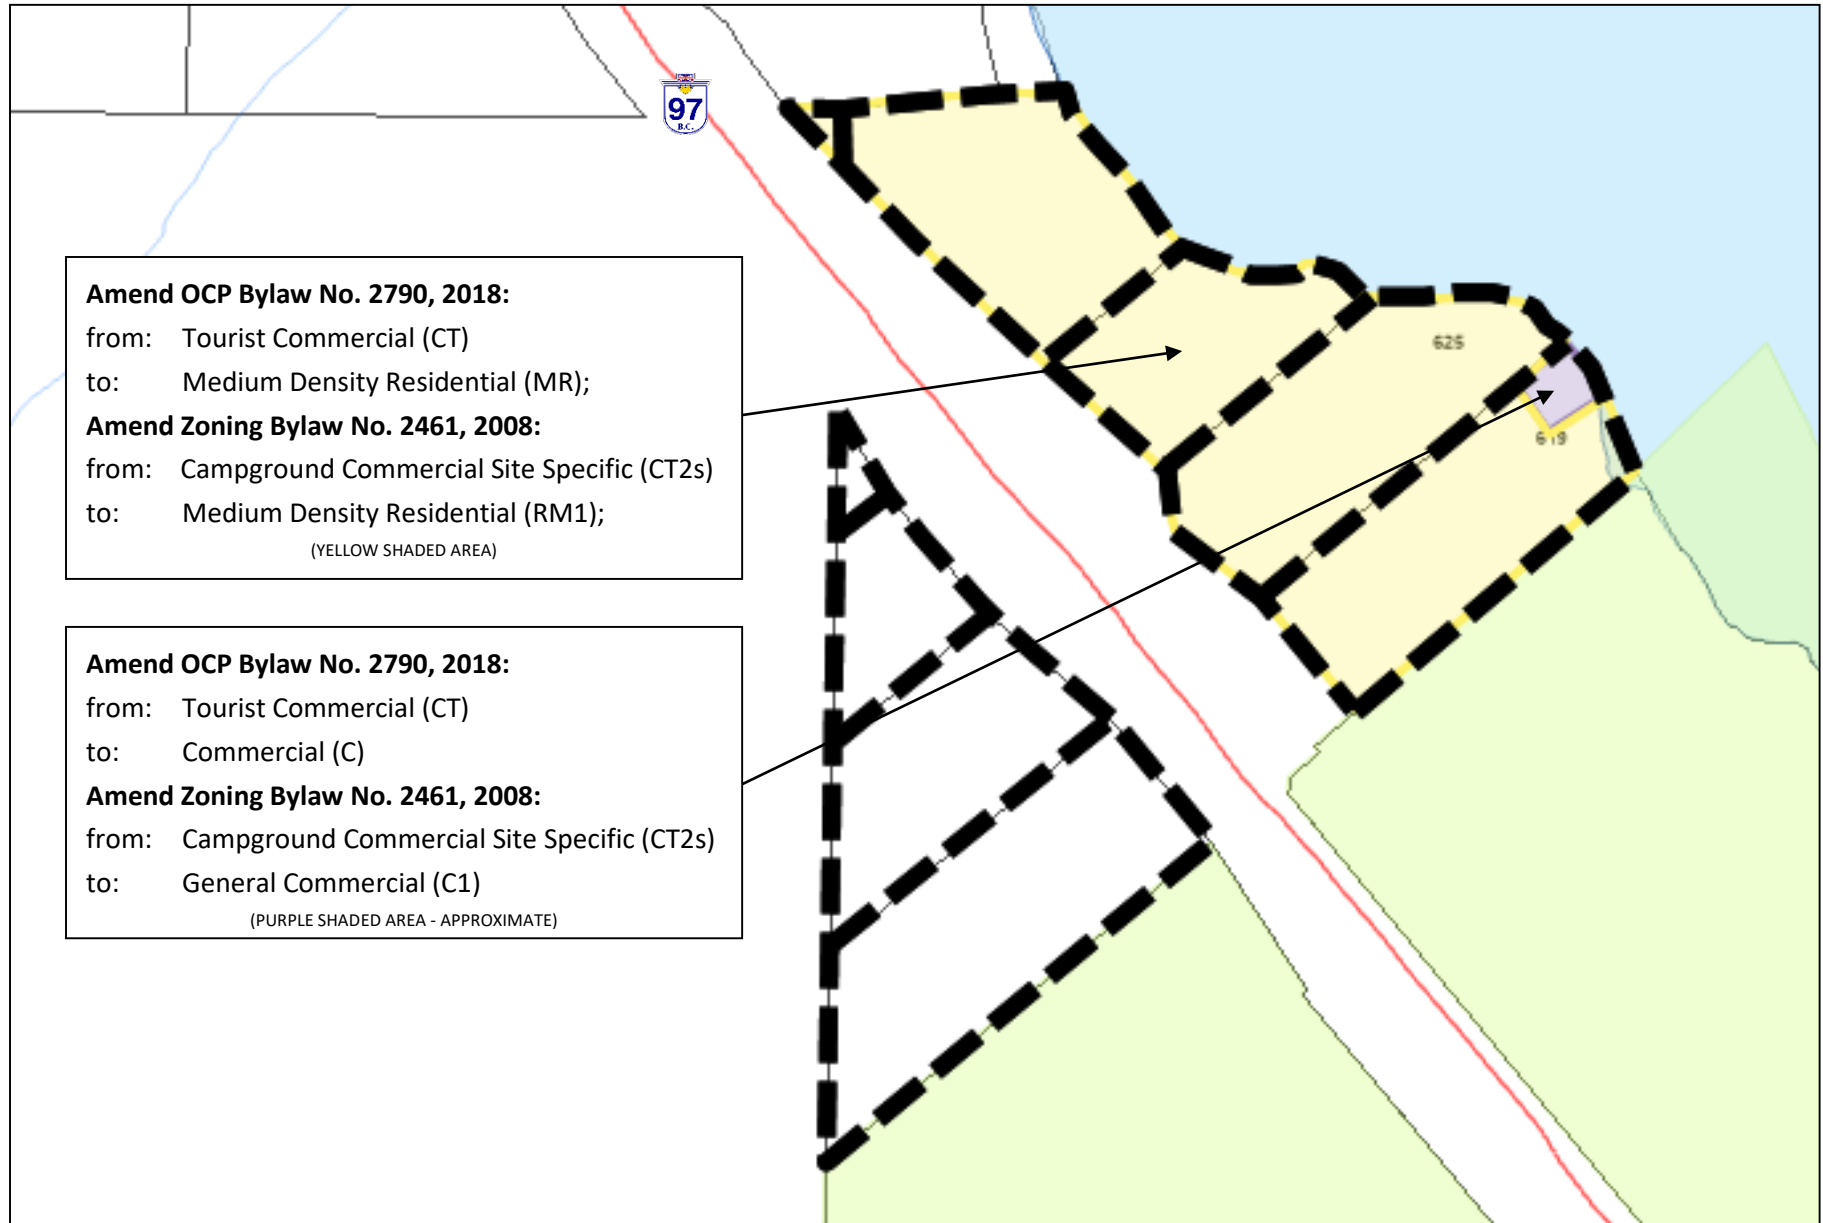 97
B.C.
Amend OCP Bylaw No. 2790, 2018:
from: Tourist Commercial (CT)
to: Medium Density Residential (MR);
Amend Zoning Bylaw No. 2461, 2008:
from: Campground Commercial Site Specific (CT2s)
to: Medium Density Residential (RM1);
(YELLOW SHADED AREA)
625
619
Amend OCP Bylaw No. 2790, 2018:
from: Tourist Commercial (CT)
to: Commercial (C)
Amend Zoning Bylaw No. 2461, 2008:
from: Campground Commercial Site Specific (CT2s)
to: General Commercial (C1)
(PURPLE SHADED AREA - APPROXIMATE)